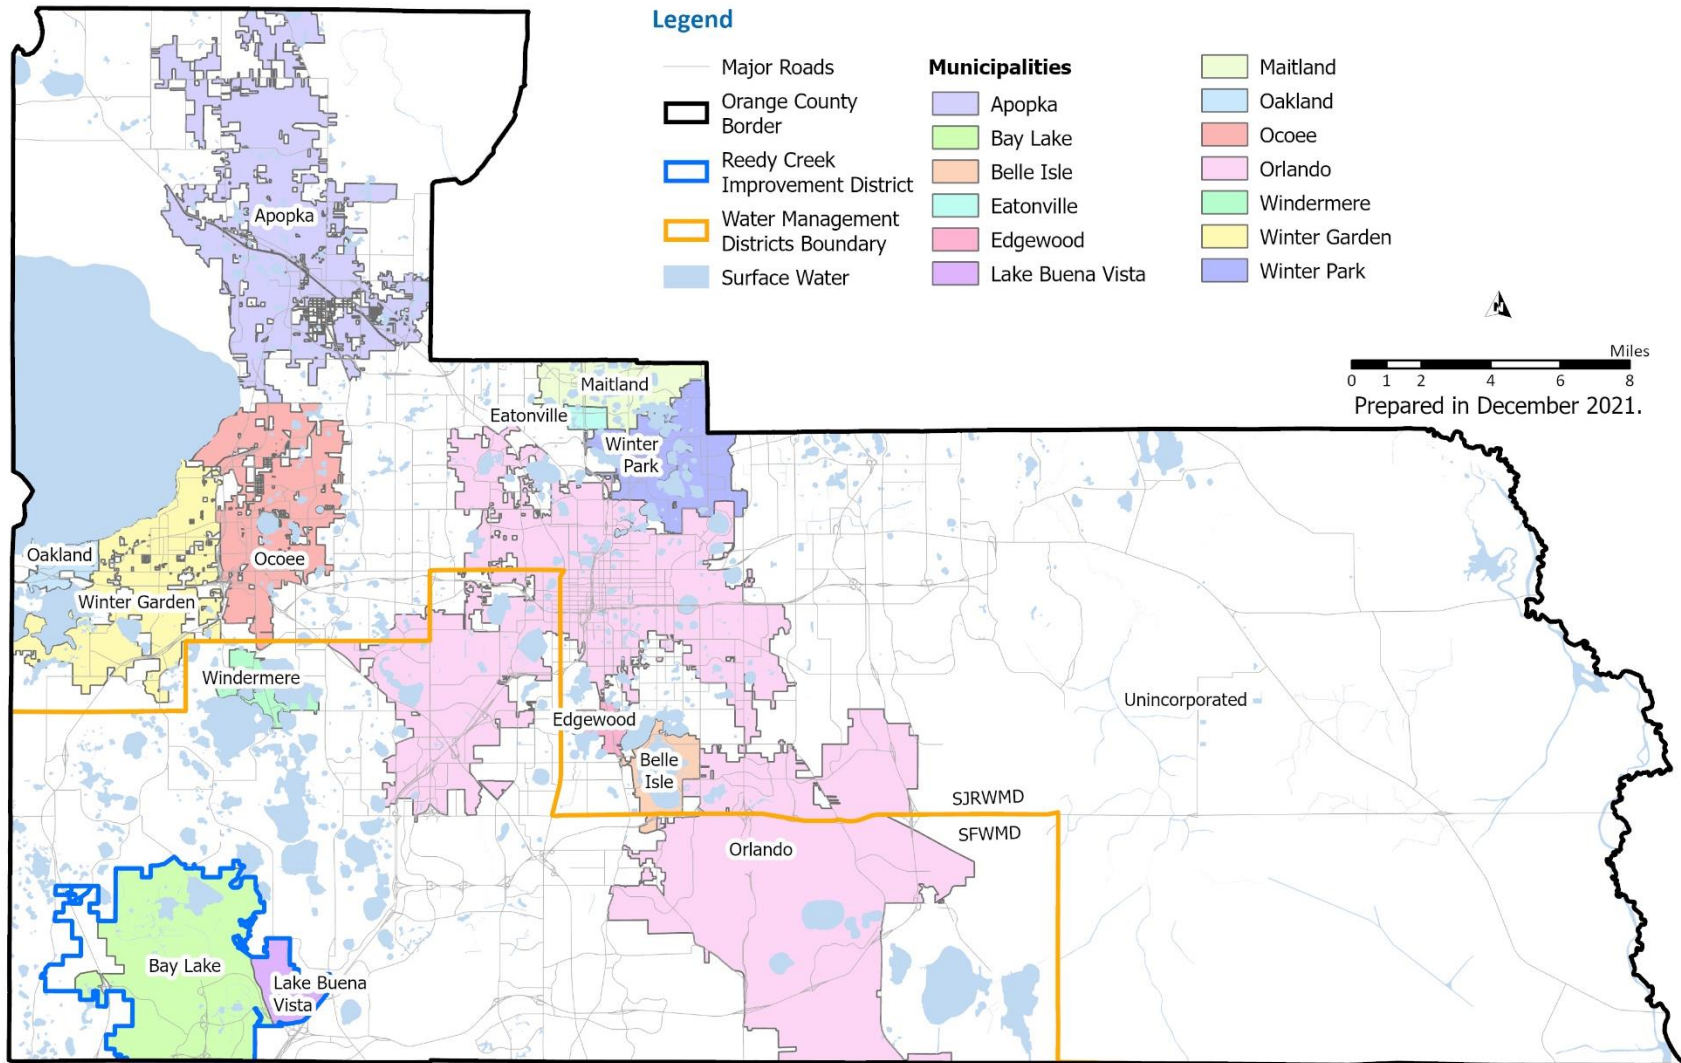 Legend
Major Roads
Orange County
Border
Reedy Creek
Improvement District
Water Management
Districts Boundary
Surface Water
Municipalities
Apopka
Bay Lake
Belle Isle
Eatonville
Edgewood
Lake Buena Vista
Maitland
Oakland
Ocoee
Orlando
Windermere
Winter Garden
Winter Park
Miles
0 1 2 4 6 8
Prepared in December 2021.
Apopka
Maitland
Eatonville
Winter
Park
Oakland
Ocoee
Winter Garden
Windermere
Edgewood
Belle
Isle
Unincorporated
SJRWMD
SFWMD
Orlando
Bay Lake
Lake Buena
Vista